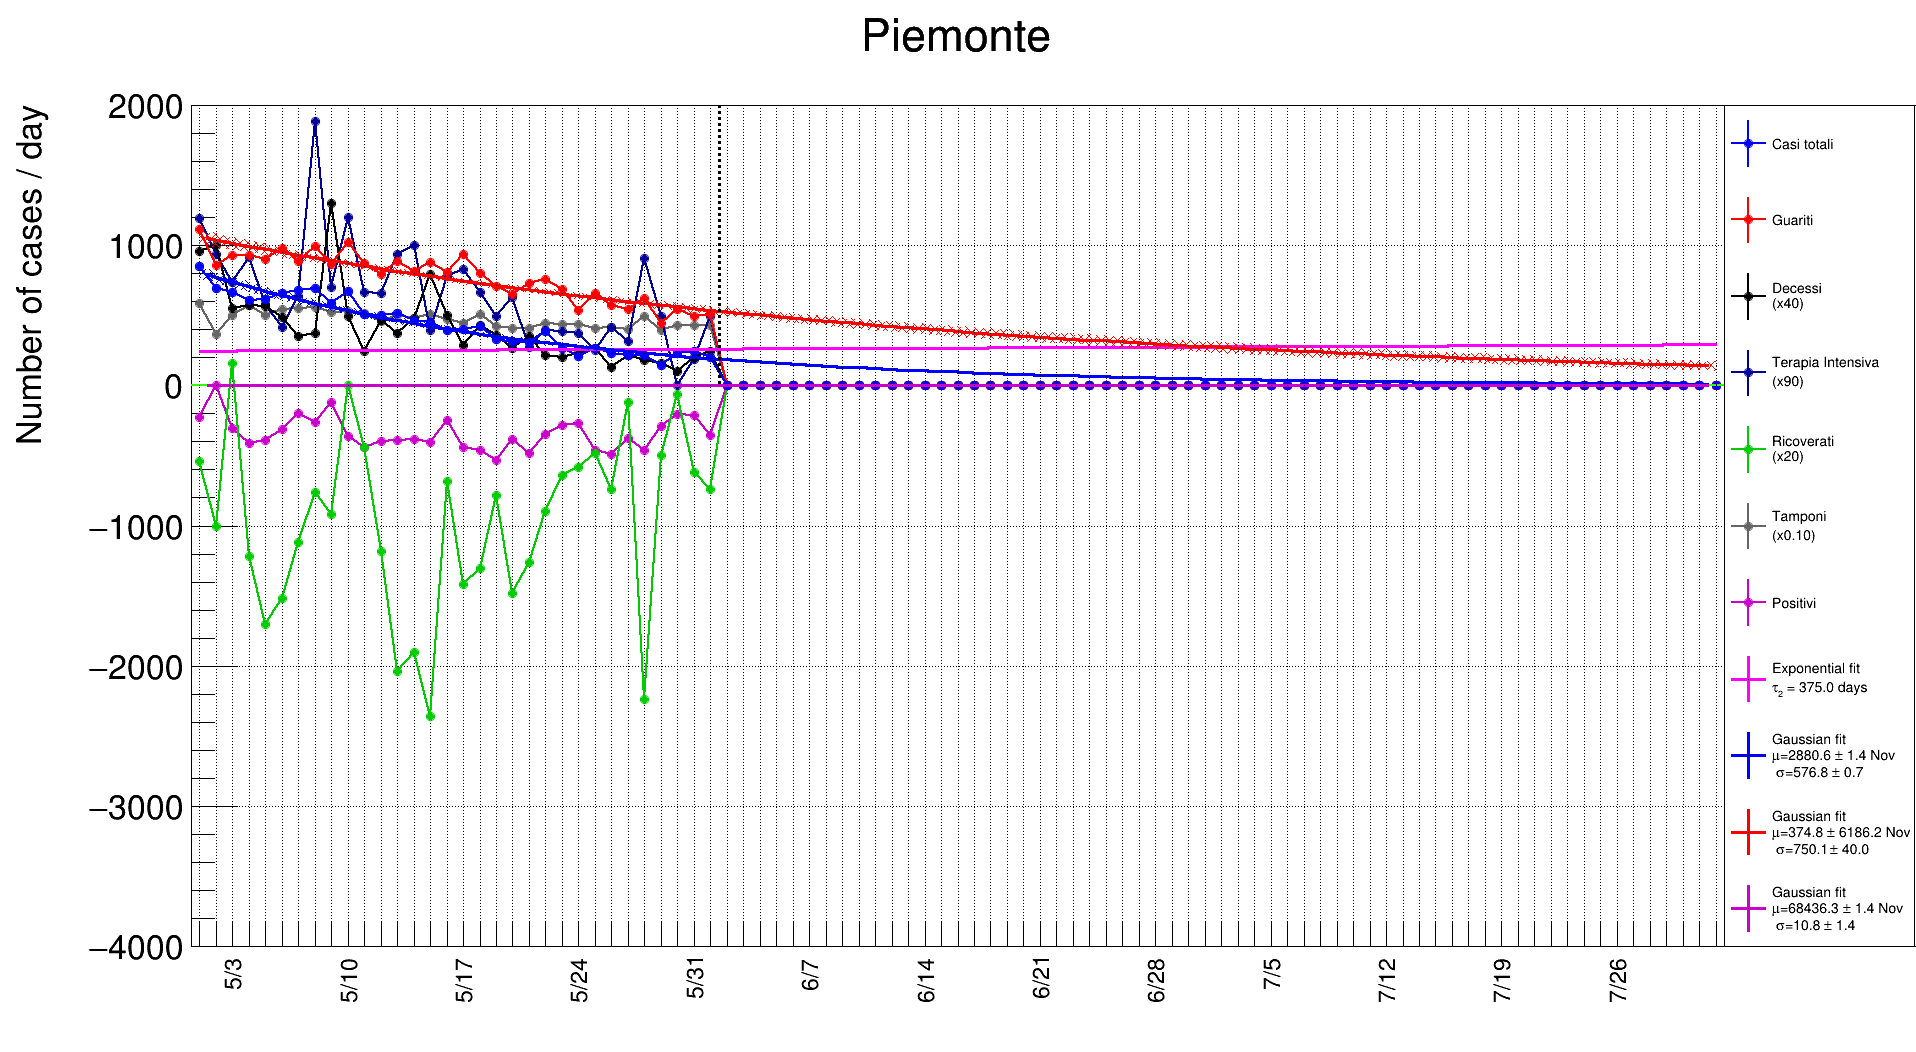 Piemonte
Number of cases / day
2000
1000
0
−1000
−2000
−3000
−4000
5/3
5/10
5/17
5/24
5/31
6/7
6/14
6/21
6/28
7/5
7/12
7/19
7/26
Casi totali
Guariti
Decessi
(x40)
Terapia Intensiva
(x90)
Ricoverati
(x20)
Tamponi
(x0.10)
Positivi
Exponential fit
τ2 = 375.0 days
Gaussian fit
μ=2880.6 ± 1.4 Nov
σ=576.8 ± 0.7
Gaussian fit
μ=374.8 ± 6186.2 Nov
σ=750.1 ± 40.0
Gaussian fit
μ=68436.3 ± 1.4 Nov
σ=10.8 ± 1.4